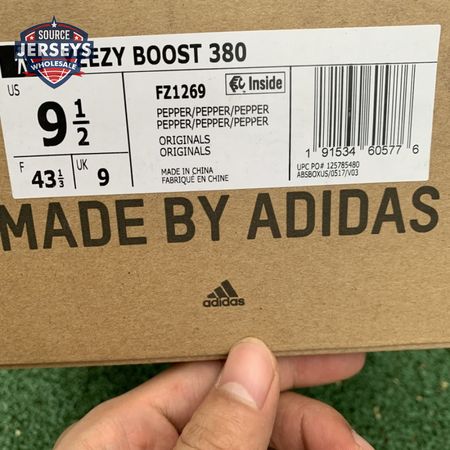 SOURCE
JERSEYS
WHOLESALE
EEZY BOOST 380
US
9 1/2
FZ1269
Inside
PEPPER/PEPPER/PEPPER
PEPPER/PEPPER/PEPPER
ORIGINALS
ORIGINALS
F
43 1/3
UK
9
MADE IN CHINA
FABRIQUE EN CHINE
1 91534 60577 6
UPC PO# 125785480
ABSBOXUS/0517/V03
MADE BY ADIDAS
adidas